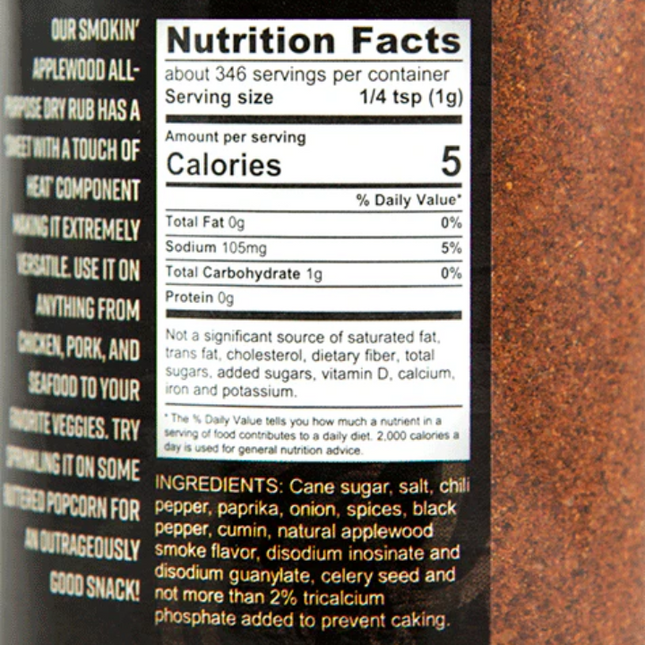 OUR SMOKIN'
APPLEWOOD ALL-
PURPOSE DRY RUB HAS A
SWEET WITH A TOUCH OF
HEAT' COMPONENT
MAKING IT EXTREMELY
VERSATILE. USE IT ON
ANYTHING FROM
CHICKEN, PORK, AND
SEAFOOD TO YOUR
FAVORITE VEGGIES. TRY
SPRINKLING IT ON SOME
BUTTERED POPCORN FOR
AN OUTRAGEOUSLY
GOOD SNACK!
Nutrition Facts
about 346 servings per container
Serving size 1/4 tsp (1g)
Amount per serving
Calories 5
% Daily Value*
Total Fat 0g 0%
Sodium 105mg 5%
Total Carbohydrate 1g 0%
Protein 0g
Not a significant source of saturated fat,
trans fat, cholesterol, dietary fiber, total
sugars, added sugars, vitamin D, calcium,
iron and potassium.
* The % Daily Value tells you how much a nutrient in a
serving of food contributes to a daily diet. 2,000 calories a
day is used for general nutrition advice.
INGREDIENTS: Cane sugar, salt, chili
pepper, paprika, onion, spices, black
pepper, cumin, natural applewood
smoke flavor, disodium inosinate and
disodium guanylate, celery seed and
not more than 2% tricalcium
phosphate added to prevent caking.